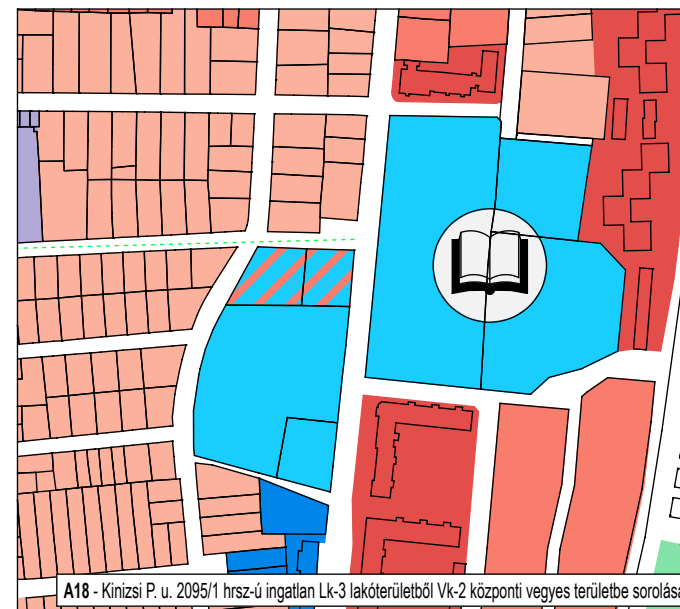 A18 - Kinizsi P. u. 2095/1 hrsz-ú ingatlan Lk-3 lakóterületből Vk-2 központi vegyes területbe sorolása